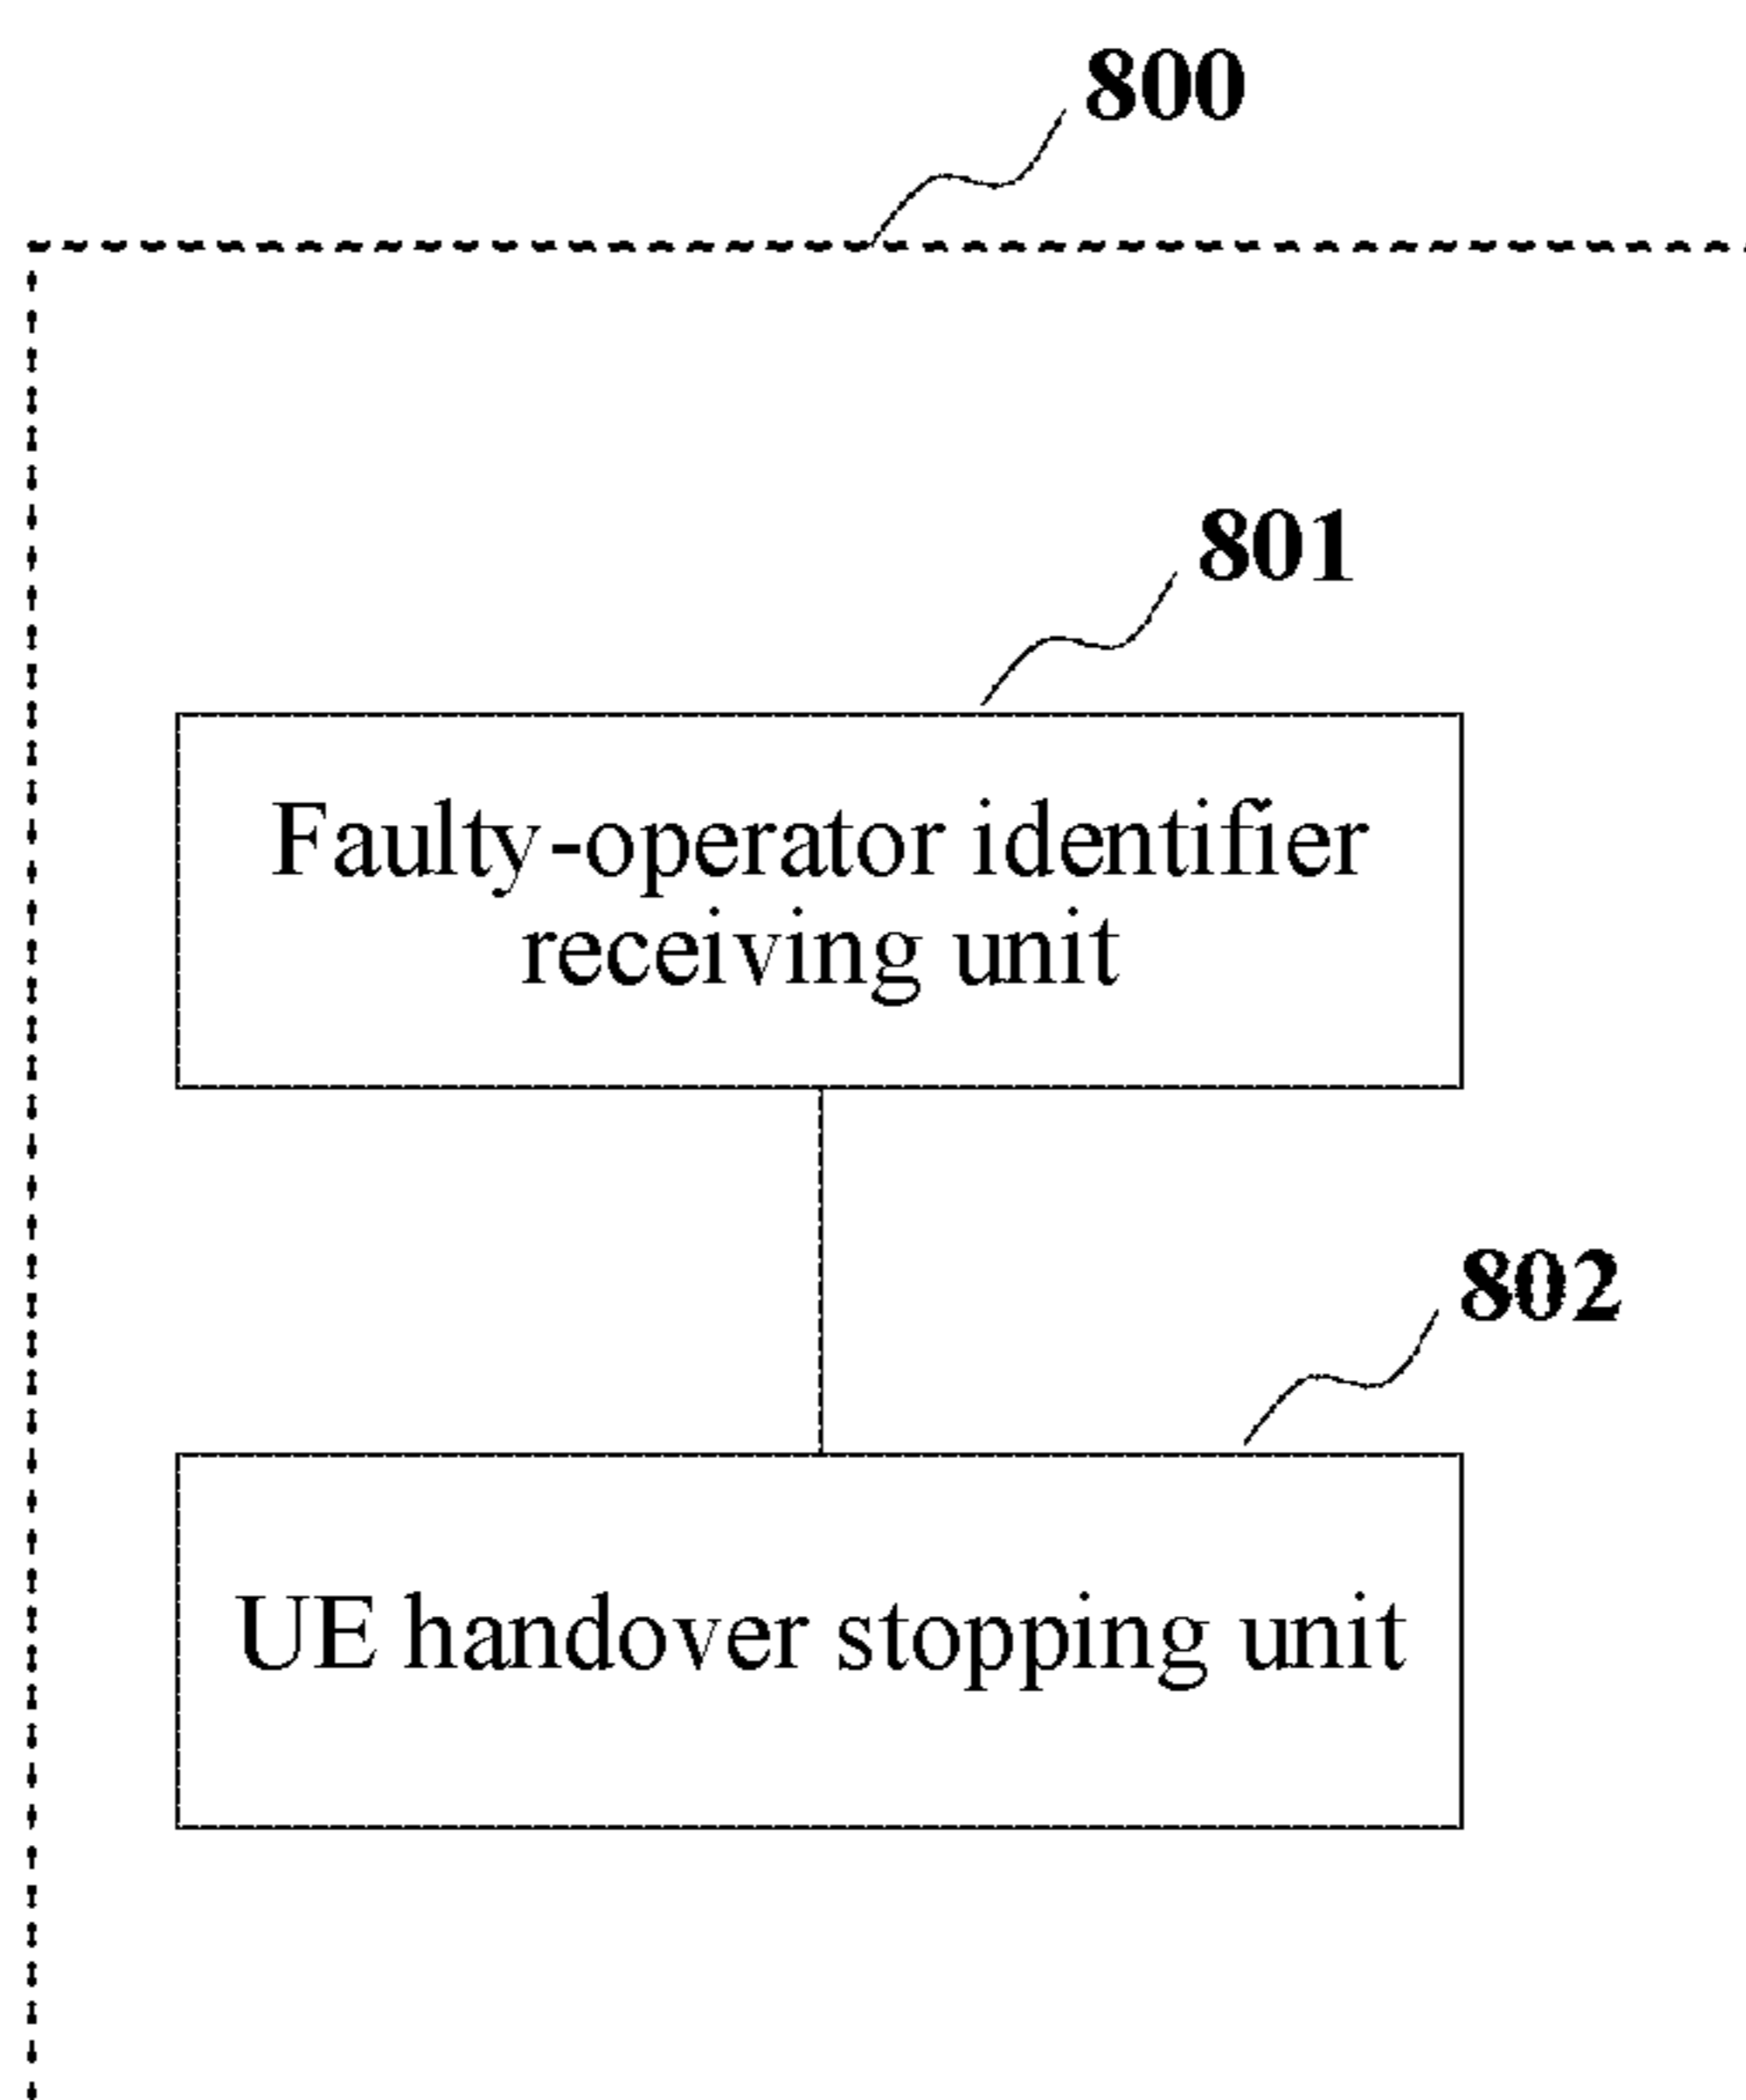 800
801
Faulty-operator identifier
receiving unit
802
UE handover stopping unit